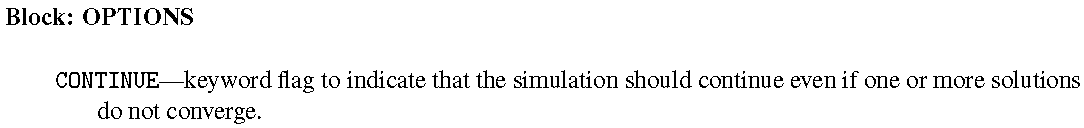 Block: OPTIONS
CONTINUE—keyword flag to indicate that the simulation should continue even if one or more solutions
do not converge.